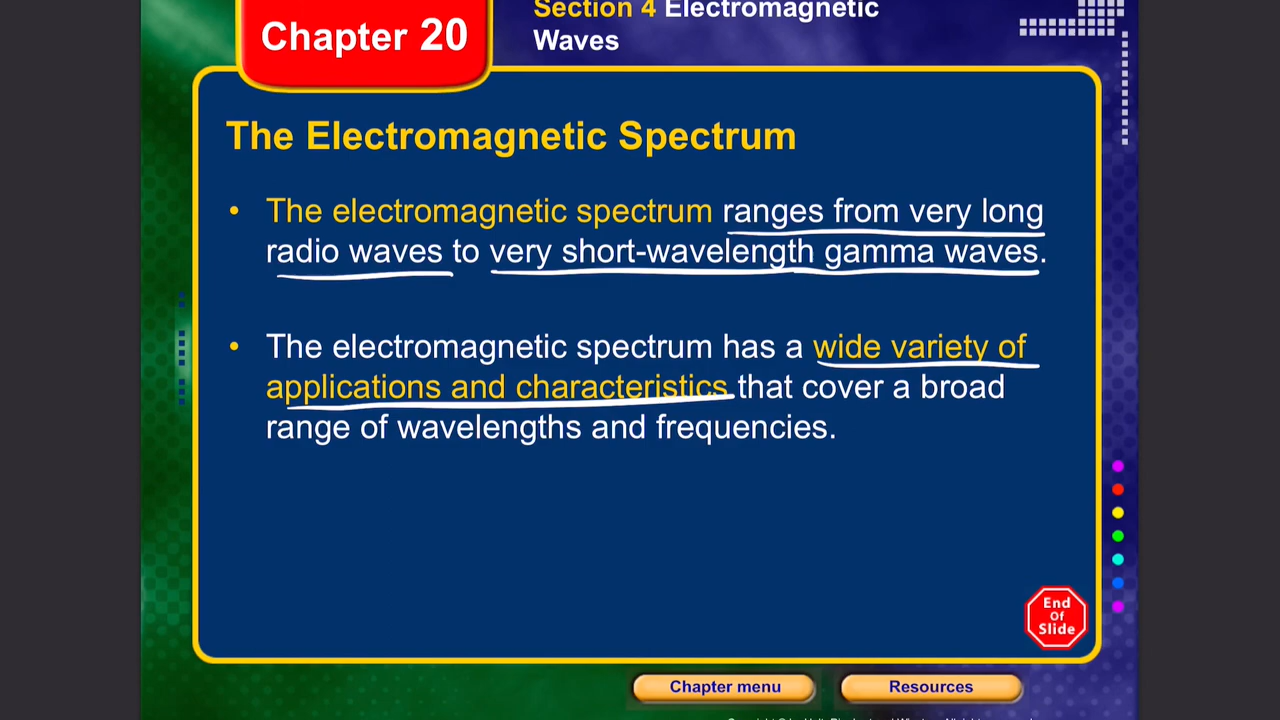 Section 4 Electromagnetic
Chapter 20
Waves
The Electromagnetic Spectrum
• The electromagnetic spectrum ranges from very long
radio waves to very short-wavelength gamma waves.
• The electromagnetic spectrum has a wide variety of
applications and characteristics that cover a broad
range of wavelengths and frequencies.
End
Of
Slide
Chapter menu
Resources